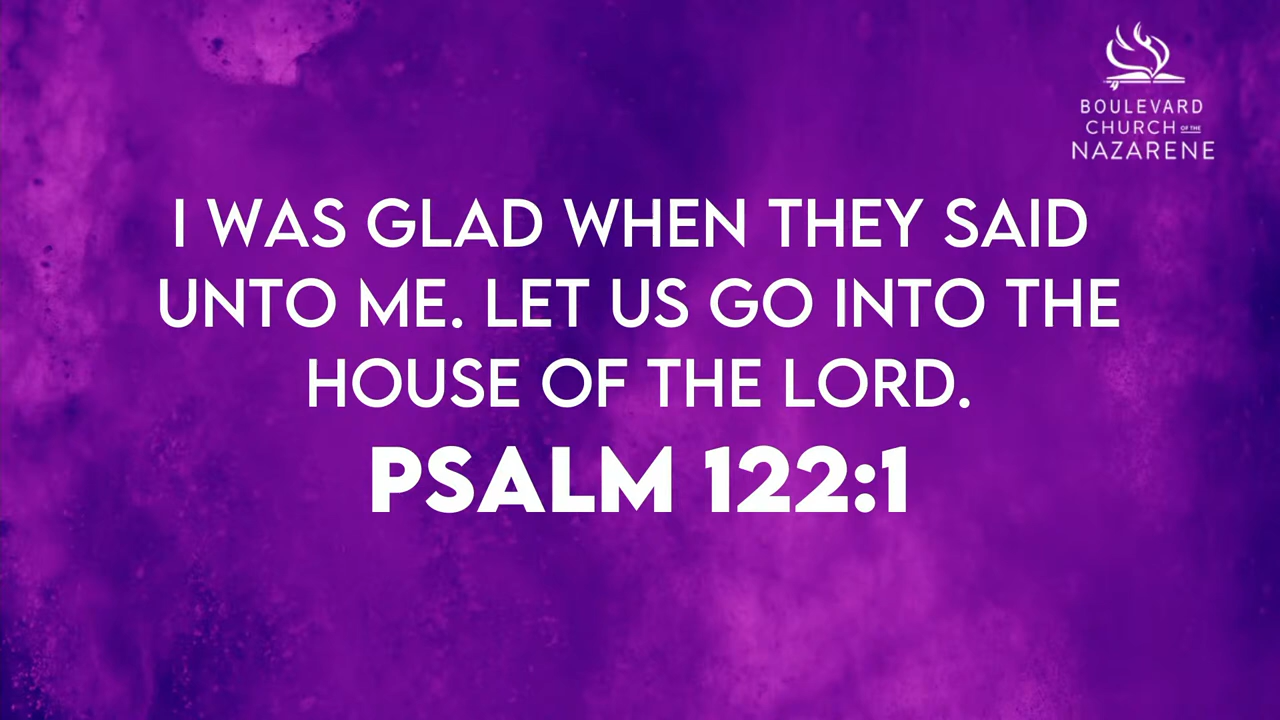 BOULEVARD
CHURCH OF THE
NAZARENE
I WAS GLAD WHEN THEY SAID
UNTO ME. LET US GO INTO THE
HOUSE OF THE LORD.
PSALM 122:1